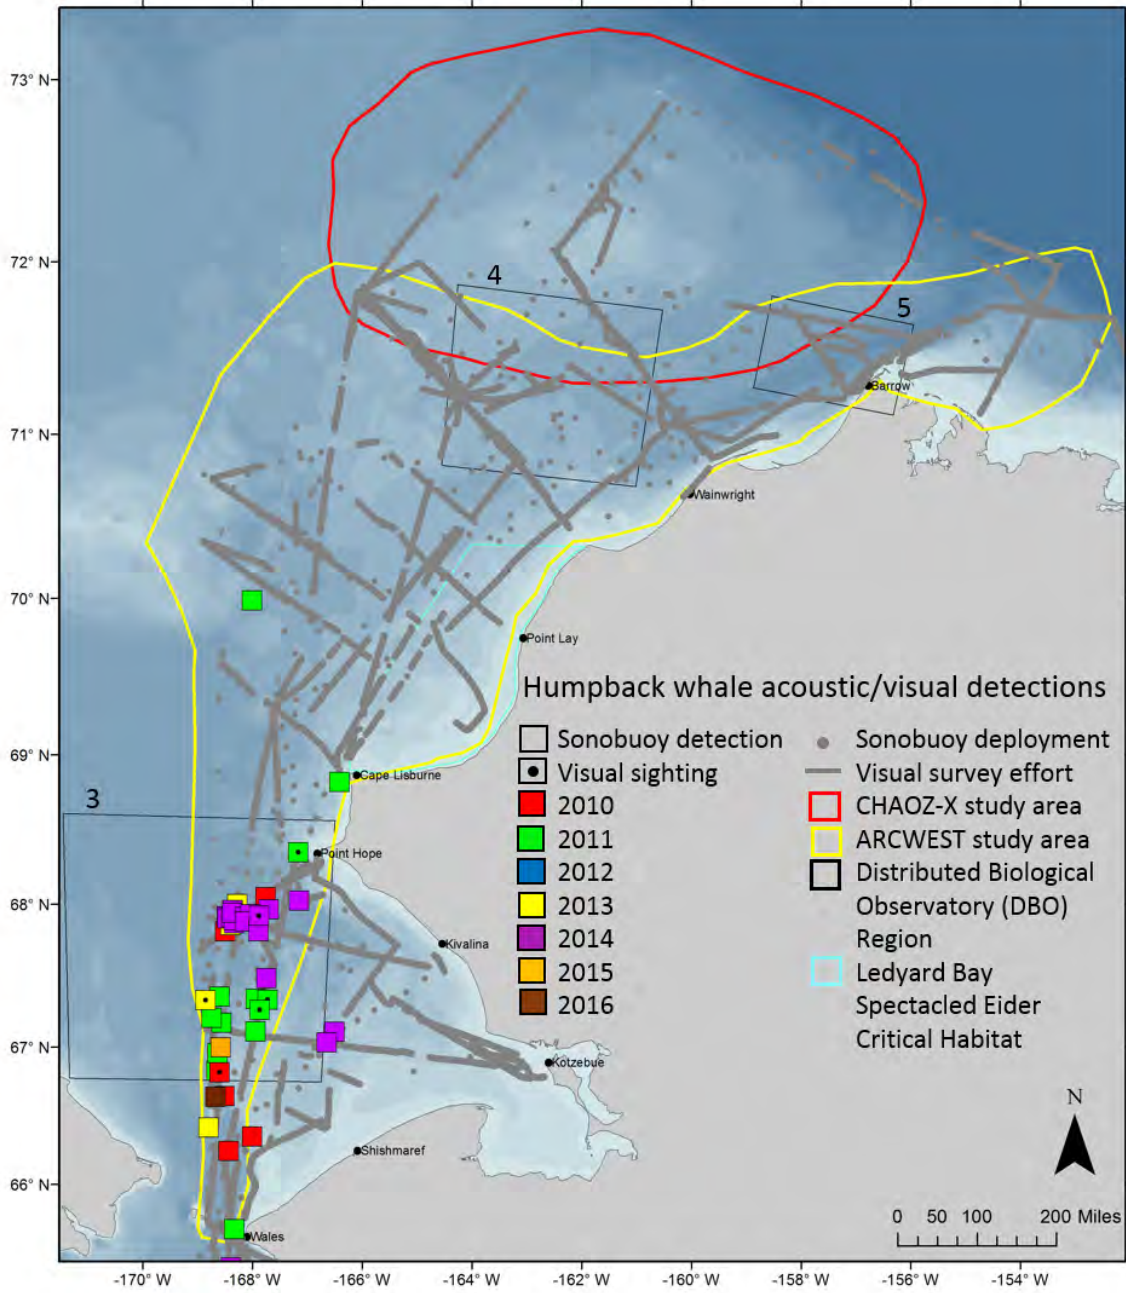 73° N
72° N
71° N
70° N
69° N
68° N
67° N
66° N
4
5
3
Barrow
Wainwright
Point Lay
Cape Lisburne
Point Hope
Kivalina
Kotzebue
Shishmaref
Wales
Humpback whale acoustic/visual detections
Sonobuoy detection
Visual sighting
2010
2011
2012
2013
2014
2015
2016
Sonobuoy deployment
Visual survey effort
CHAOZ-X study area
ARCWEST study area
Distributed Biological
Observatory (DBO)
Region
Ledyard Bay
Spectacled Eider
Critical Habitat
N
0 50 100 200 Miles
-170° W -168° W -166° W -164° W -162° W -160° W -158° W -156° W -154° W